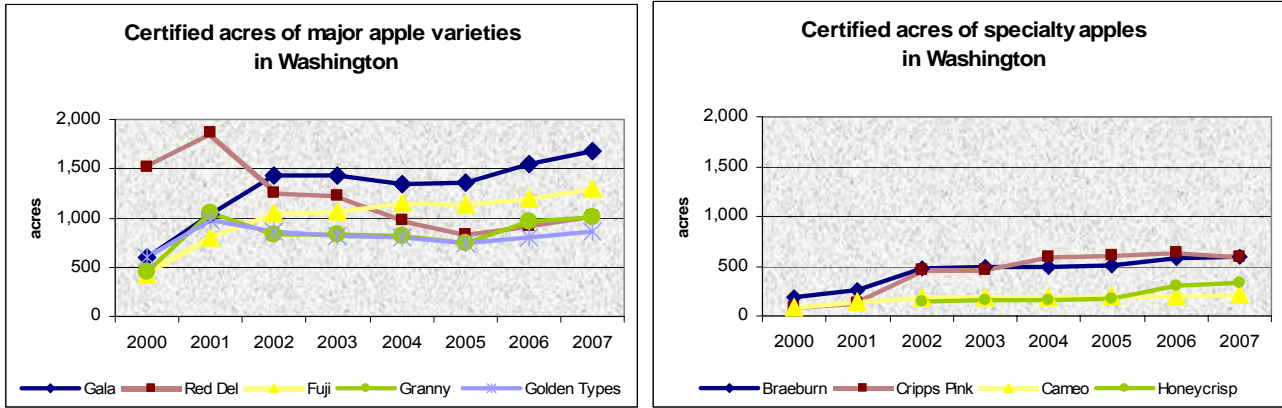 Certified acres of major apple varieties
in Washington
acres
2,000
1,500
1,000
500
0
2000 2001 2002 2003 2004 2005 2006 2007
Gala Red Del Fuji Granny Golden Types
Certified acres of specialty apples
in Washington
acres
2,000
1,500
1,000
500
0
2000 2001 2002 2003 2004 2005 2006 2007
Braeburn Cripps Pink Cameo Honeycrisp